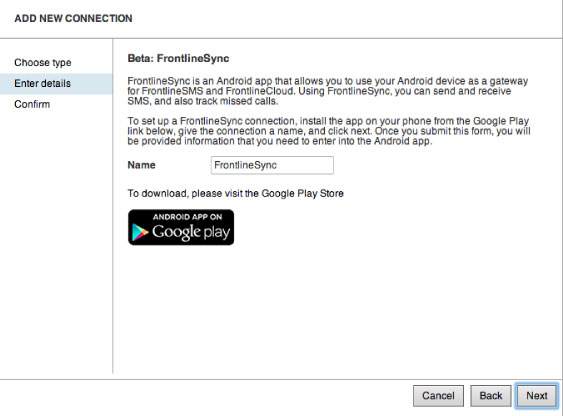 ADD NEW CONNECTION
Choose type
Enter details
Confirm
Beta: FrontlineSync
FrontlineSync is an Android app that allows you to use your Android device as a gateway
for FrontlineSMS and FrontlineCloud. Using FrontlineSync, you can send and receive
SMS, and also track missed calls.
To set up a FrontlineSync connection, install the app on your phone from the Google Play
link below, give the connection a name, and click next. Once you submit this form, you will
be provided information that you need to enter into the Android app.
Name FrontlineSync
To download, please visit the Google Play Store
ANDROID APP ON
Google play
Cancel Back Next